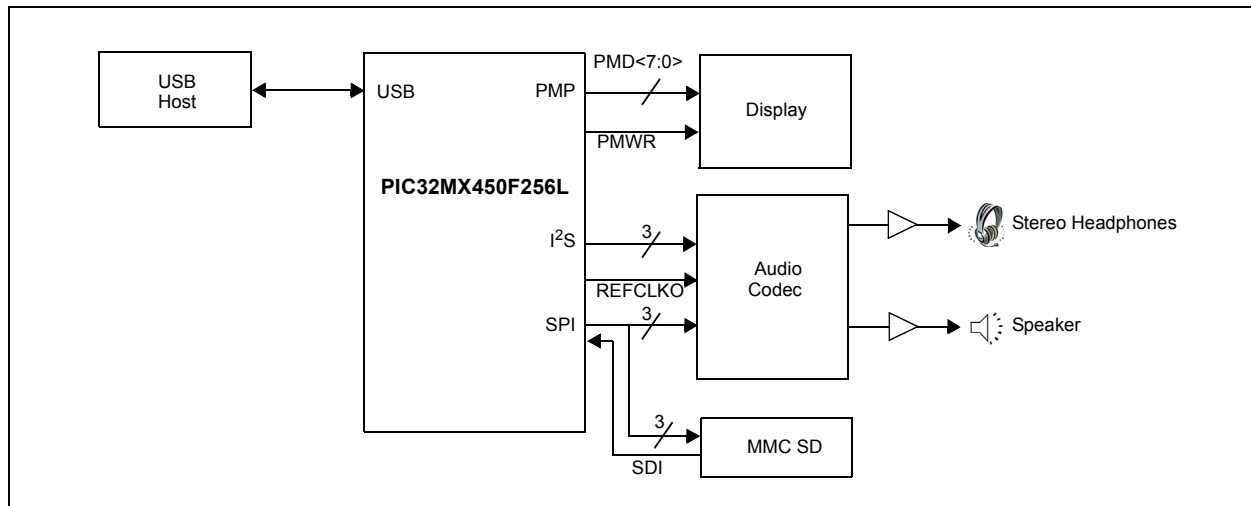 USB
Host
USB
PMP
PMD<7:0>
Display
PMWR
PIC32MX450F256L
I²S
3
REFCLKO
Audio
Codec
Stereo Headphones
SPI
3
Speaker
3
SDI
MMC SD